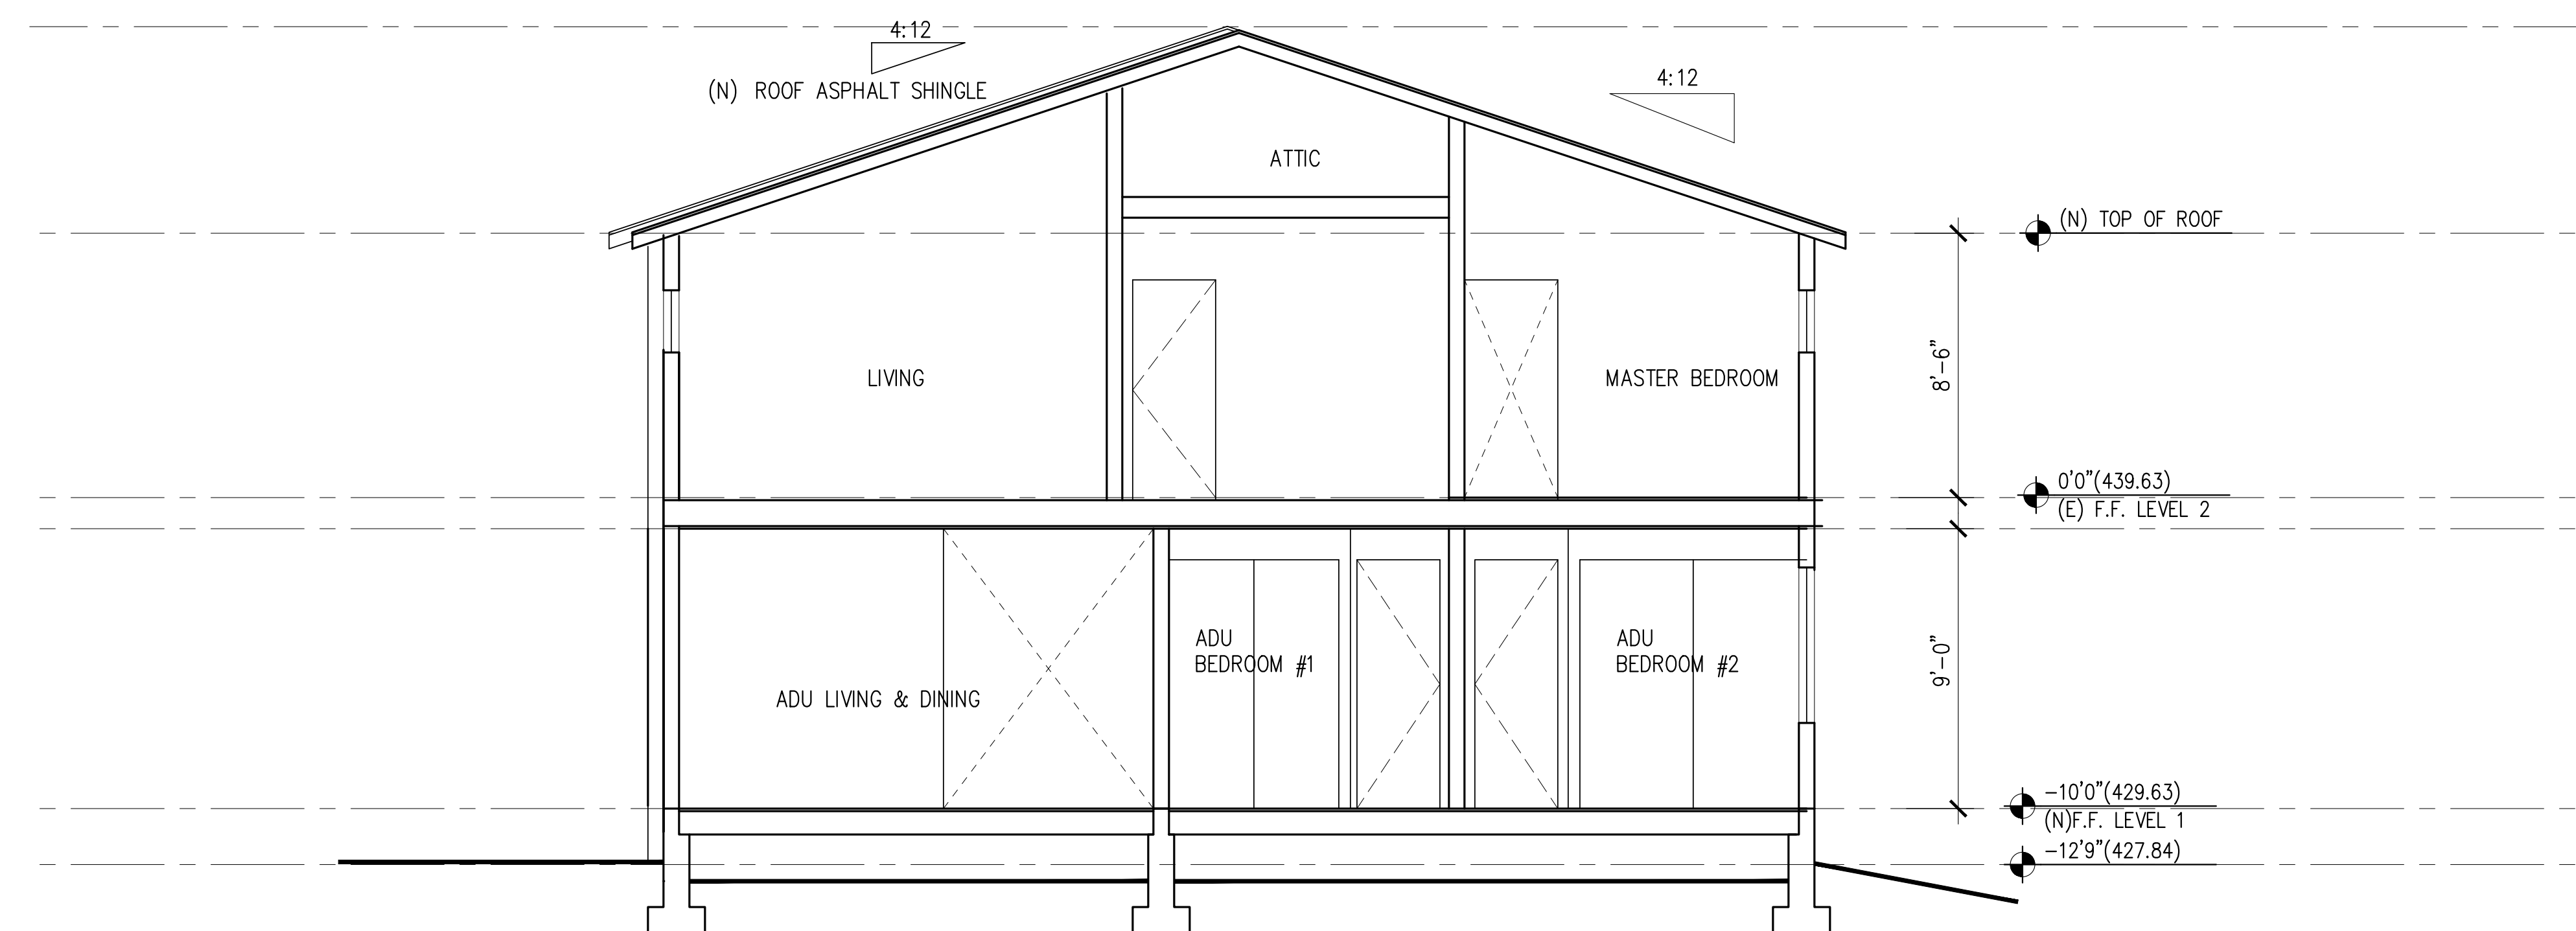 4:12
(N) ROOF ASPHALT SHINGLE
4:12
ATTIC
(N) TOP OF ROOF
LIVING
MASTER BEDROOM
8'-6"
0'0"(439.63)
(E) F.F. LEVEL 2
ADU
BEDROOM #1
ADU
BEDROOM #2
9'-0"
ADU LIVING & DINING
-10'0"(429.63)
(N)F.F. LEVEL 1
-12'9"(427.84)